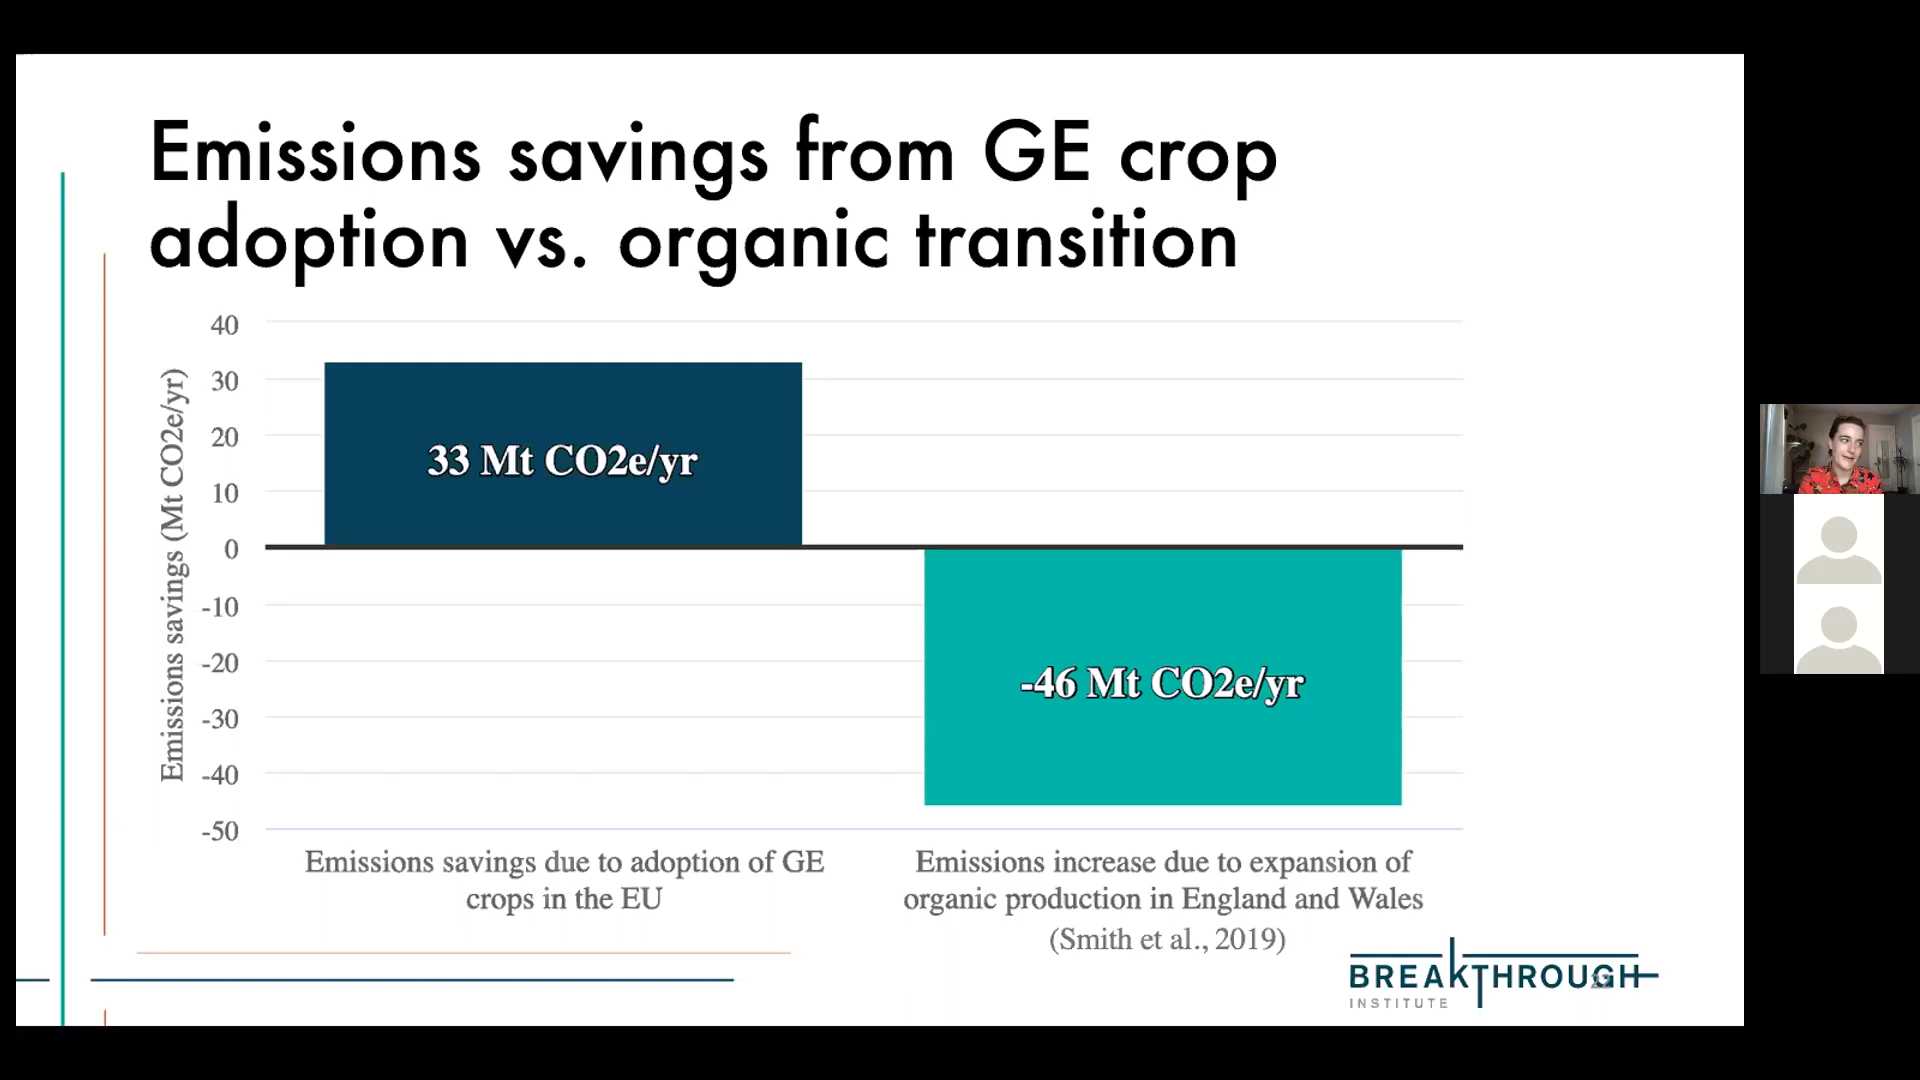 Emissions savings from GE crop
adoption vs. organic transition
Emissions savings (Mt CO2e/yr)
40
30
20
10
0
-10
-20
-30
-40
-50
33 Mt CO2e/yr
-46 Mt CO2e/yr
Emissions savings due to adoption of GE
crops in the EU
Emissions increase due to expansion of
organic production in England and Wales
(Smith et al., 2019)
BREAKTHROUGH
INSTITUTE